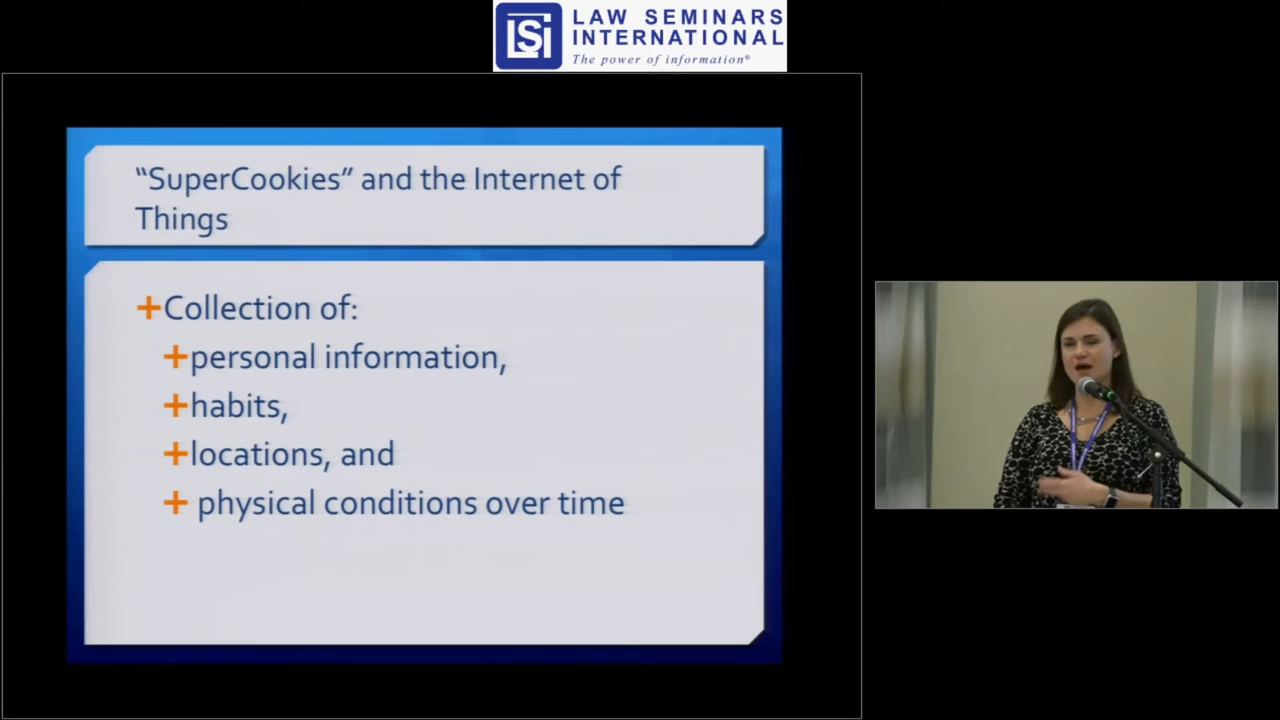 LSi
LAW SEMINARS
INTERNATIONAL
The power of information®
“SuperCookies” and the Internet of
Things
+Collection of:
+personal information,
+habits,
+locations, and
+ physical conditions over time